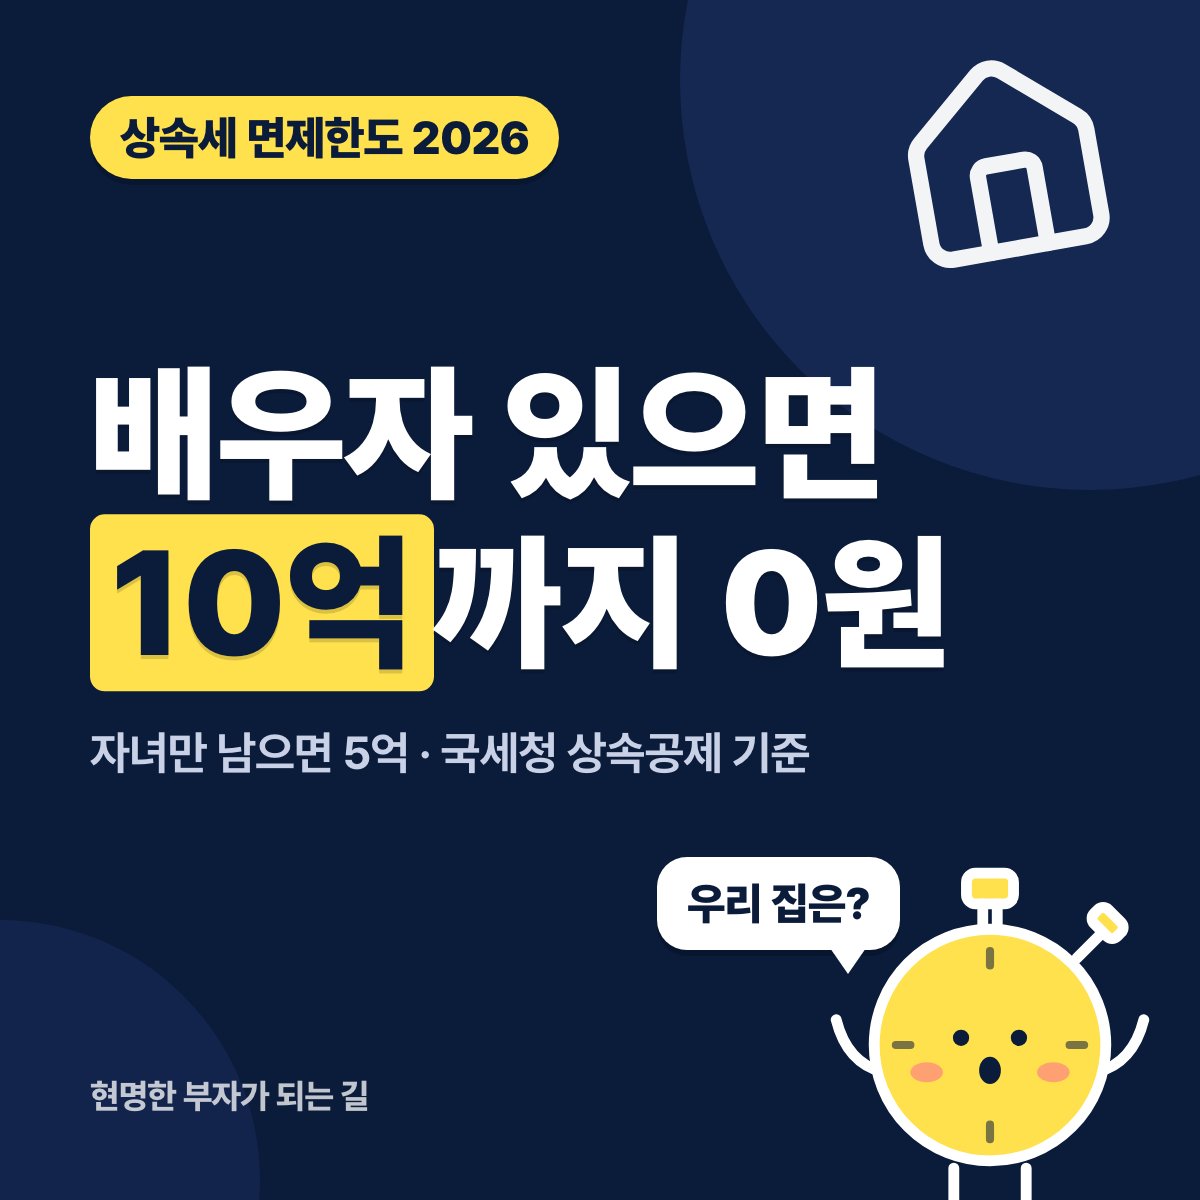 상속세 면제한도 2026
배우자 있으면
10억까지 0원
자녀만 남으면 5억 · 국세청 상속공제 기준
우리 집은?
현명한 부자가 되는 길